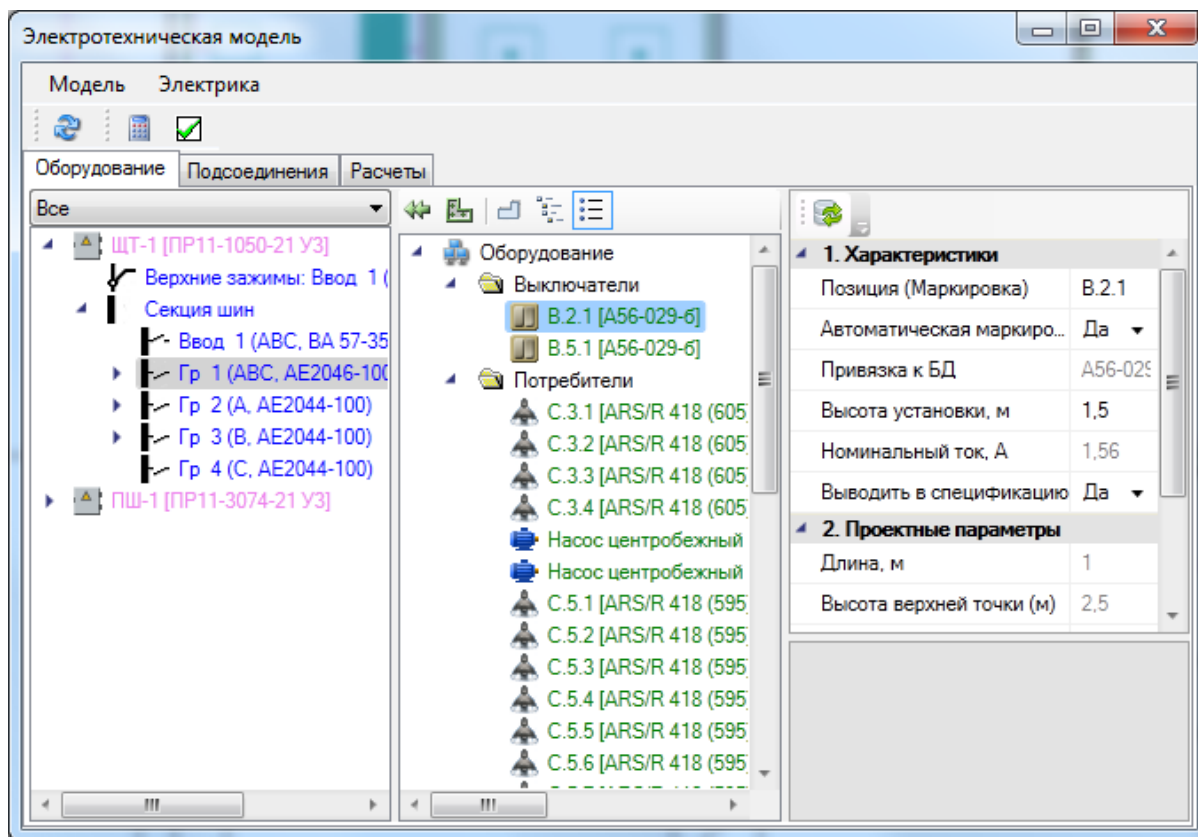 Электротехническая модель
Модель Электрика
Оборудование Подсоединения Расчеты
Все
ЩТ-1 [ПР11-1050-21 УЗ]
Верхние зажимы: Ввод 1 (
Секция шин
Ввод 1 (ABC, ВА 57-35
Гр 1 (ABC, АЕ2046-100
Гр 2 (A, АЕ2044-100)
Гр 3 (B, АЕ2044-100)
Гр 4 (C, АЕ2044-100)
ПШ-1 [ПР11-3074-21 УЗ]
Оборудование
Выключатели
В.2.1 [А56-029-б]
В.5.1 [А56-029-б]
Потребители
С.3.1 [ARS/R 418 (605)
С.3.2 [ARS/R 418 (605)
С.3.3 [ARS/R 418 (605)
С.3.4 [ARS/R 418 (605)
Насос центробежный
Насос центробежный
С.5.1 [ARS/R 418 (595)
С.5.2 [ARS/R 418 (595)
С.5.3 [ARS/R 418 (595)
С.5.4 [ARS/R 418 (595)
С.5.5 [ARS/R 418 (595)
С.5.6 [ARS/R 418 (595)
1. Характеристики
Позиция (Маркировка) В.2.1
Автоматическая маркиро... Да
Привязка к БД А56-029
Высота установки, м 1,5
Номинальный ток, А 1,56
Выводить в спецификацию Да
2. Проектные параметры
Длина, м 1
Высота верхней точки (м) 2,5